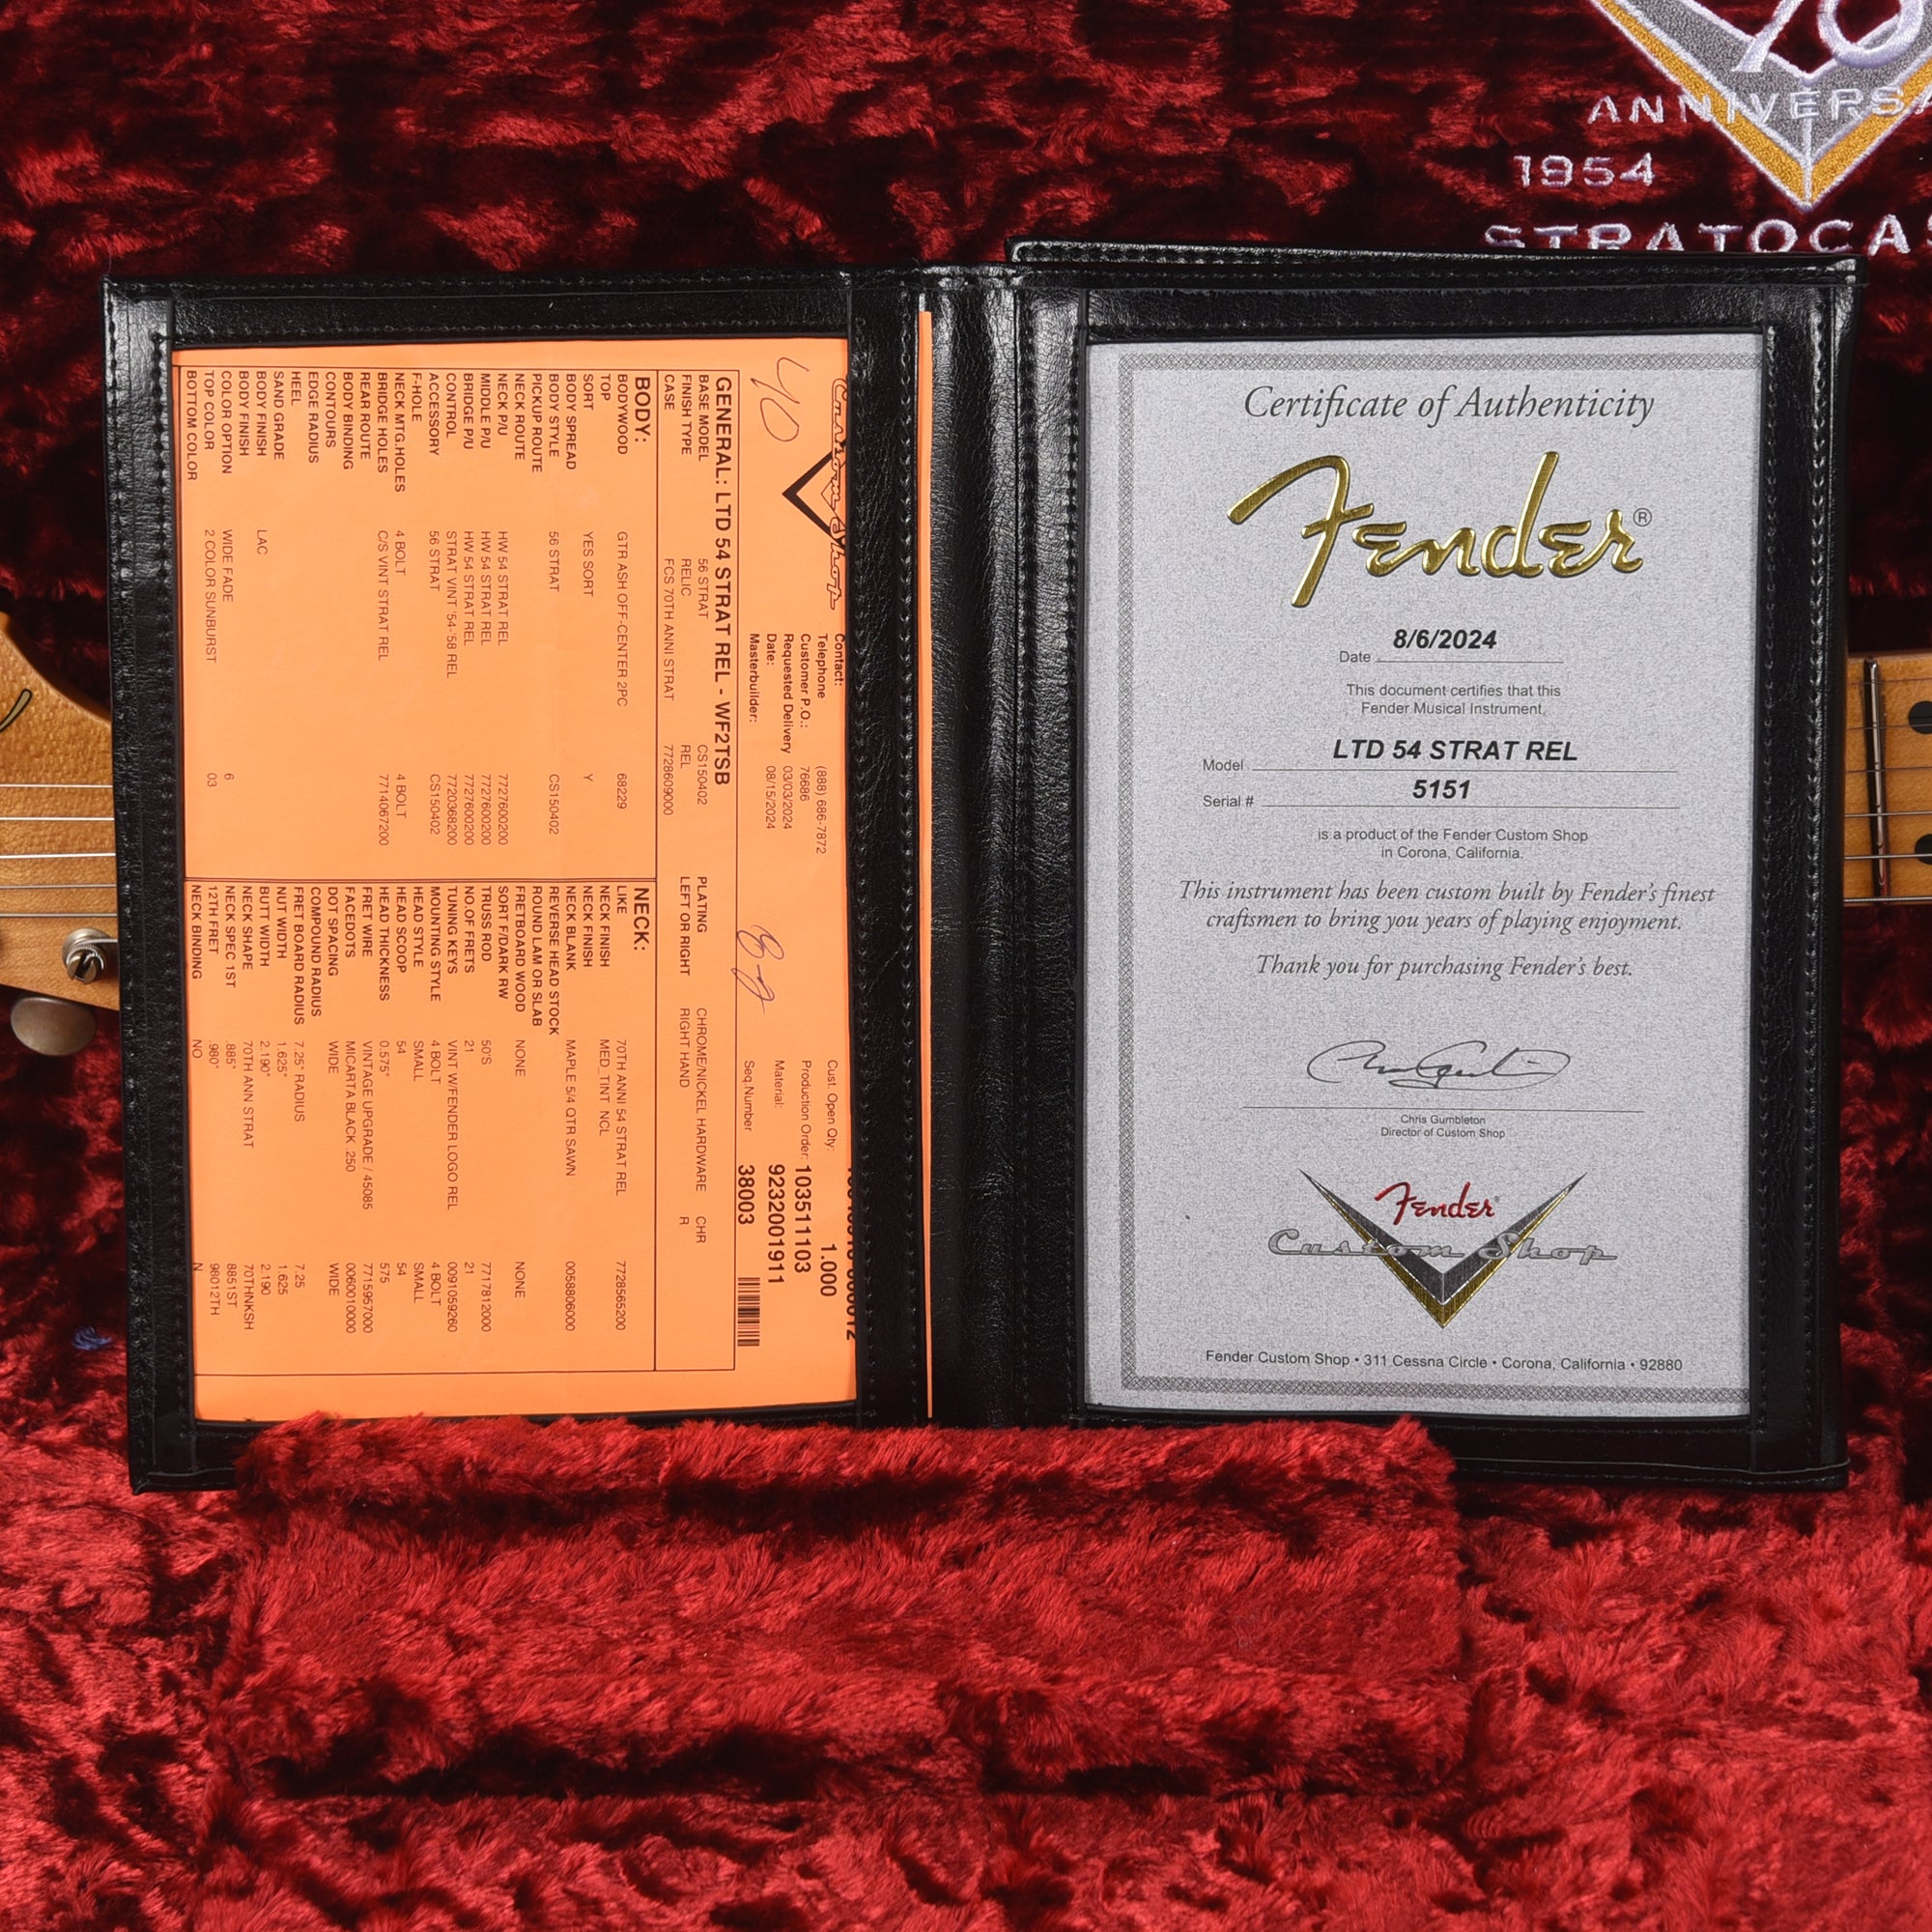 70
ANNIVERSA
1954
STRATOCA
Custom Shop
40
Contact:
Telephone (888) 686-7872
Customer P.O.: 76686
Requested Delivery 03/03/2024
Date: 08/15/2024
Masterbuilder:
Cust. Open Qty: 1.000
Production Order: 103511103
Material: 9232001911
Seq.Number 38003
GENERAL: LTD 54 STRAT REL - WF2TSB
BASE MODEL 56 STRAT CS150402 PLATING CHROME/NICKEL HARDWARE CHR
FINISH TYPE RELIC REL LEFT OR RIGHT RIGHT HAND R
CASE FCS 70TH ANNI STRAT 7728609000
BODY:
BODYWOOD GTR ASH OFF-CENTER 2PC 68229
TOP
SORT YES SORT Y
BODY SPREAD
BODY STYLE 56 STRAT CS150402
PICKUP ROUTE
NECK ROUTE
NECK P/U HW 54 STRAT REL 7727600200
MIDDLE P/U HW 54 STRAT REL 7727600200
BRIDGE P/U HW 54 STRAT REL 7727600200
CONTROL STRAT VINT '54-'58 REL 7720368200
ACCESSORY 56 STRAT CS150402
F-HOLE
NECK MTG.HOLES 4 BOLT 4 BOLT
BRIDGE HOLES C/S VINT STRAT REL 7714067200
REAR ROUTE
BODY BINDING
CONTOURS
EDGE RADIUS
HEEL
SAND GRADE
BODY FINISH LAC
BODY FINISH
COLOR OPTION WIDE FADE 6
TOP COLOR 2 COLOR SUNBURST 03
BOTTOM COLOR
NECK:
LIKE 70TH ANNI 54 STRAT REL 7728565200
NECK FINISH MED_TINT NCL
NECK FINISH
NECK BLANK MAPLE 5/4 QTR SAWN 0058806000
REVERSE HEAD STOCK
ROUND LAM OR SLAB
FRETBOARD WOOD NONE NONE
SORT F/DARK RW
TRUSS ROD 50'S 7717812000
NO.OF FRETS 21 21
TUNING KEYS VINT W/FENDER LOGO REL 0091059260
MOUNTING STYLE 4 BOLT 4 BOLT
HEAD STYLE SMALL SMALL
HEAD SCOOP 54 54
HEAD THICKNESS 0.575" 575
FRET WIRE VINTAGE UPGRADE / 45085 7715957000
FACEDOTS MICARTA BLACK 250 0060010000
DOT SPACING WIDE WIDE
COMPOUND RADIUS
FRET BOARD RADIUS 7.25" RADIUS 7.25
NUT WIDTH 1.625" 1.625
BUTT WIDTH 2.190" 2.190
NECK SHAPE 70TH ANN STRAT 70THNKSH
NECK SPEC 1ST .885" 8851ST
12TH FRET .980" 98012TH
NECK BINDING NO N
Certificate of Authenticity
Fender®
8/6/2024
Date
This document certifies that this
Fender Musical Instrument,
Model LTD 54 STRAT REL
Serial # 5151
is a product of the Fender Custom Shop
in Corona, California.
This instrument has been custom built by Fender's finest
craftsmen to bring you years of playing enjoyment.
Thank you for purchasing Fender's best.
Chris Gumbleton
Director of Custom Shop
Fender
Custom Shop
Fender Custom Shop • 311 Cessna Circle • Corona, California • 92880